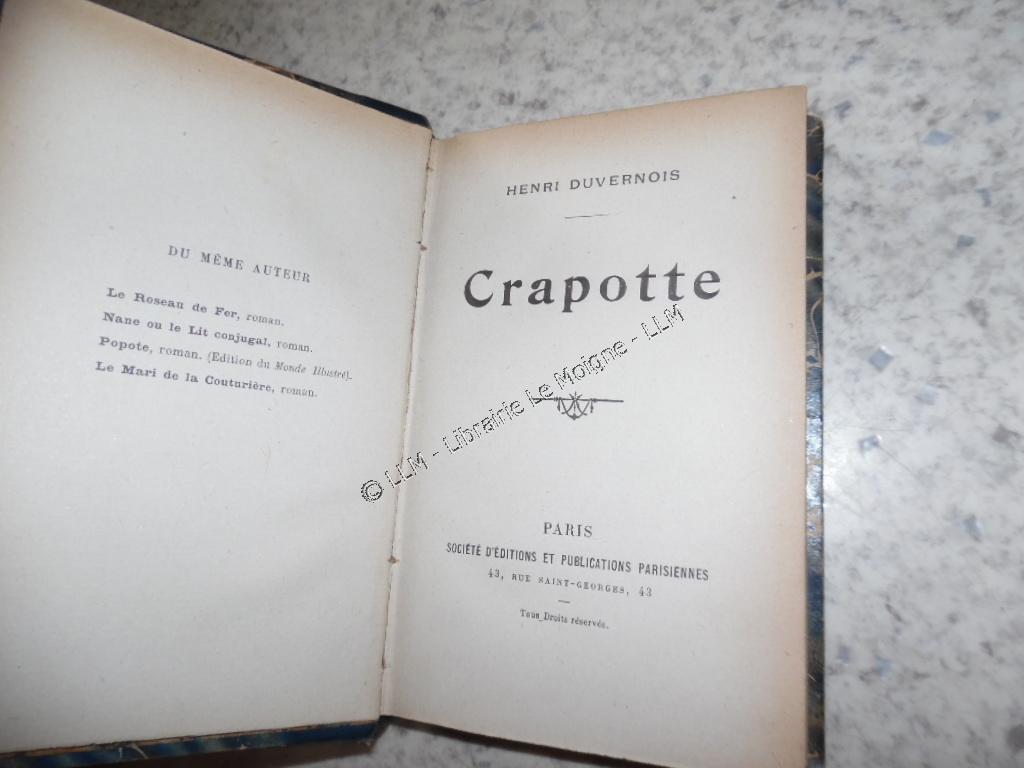 DU MÊME AUTEUR
Le Roseau de Fer, roman.
Nane ou le Lit conjugal, roman.
Popote, roman. (Édition du Monde Illustré).
Le Mari de la Couturière, roman.
HENRI DUVERNOIS
Crapotte
PARIS
SOCIÉTÉ D'ÉDITIONS ET PUBLICATIONS PARISIENNES
43, RUE SAINT-GEORGES, 43
Tous Droits réservés.
© LLM - Librairie Le Moigne - LLM